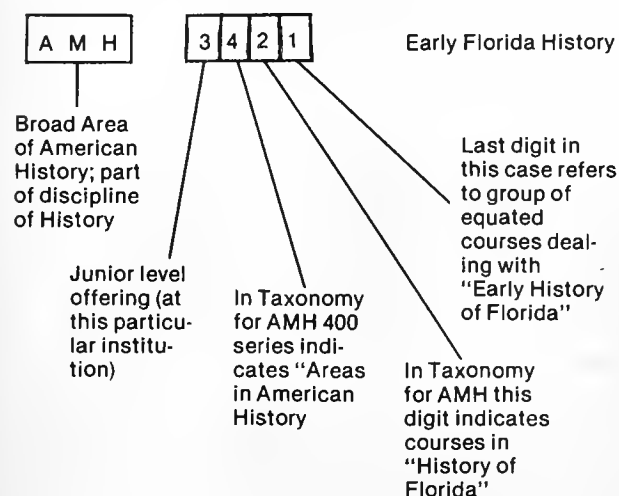 A M H 3 4 2 1 Early Florida History
Broad Area
of American
History; part
of discipline
of History
Last digit in
this case refers
to group of
equated
courses deal-
ing with
"Early History
of Florida"
Junior level
offering (at
this particu-
lar institu-
tion)
In Taxonomy
for AMH 400
series indi-
cates "Areas
in American
History
In Taxonomy
for AMH this
digit indicates
courses in
"History of
Florida"